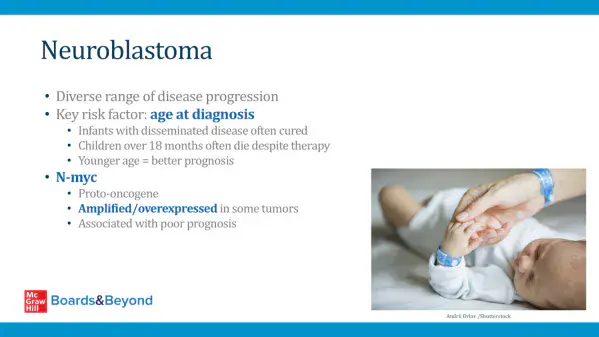 Neuroblastoma
• Diverse range of disease progression
• Key risk factor: age at diagnosis
• Infants with disseminated disease often cured
• Children over 18 months often die despite therapy
• Younger age = better prognosis
• N-myc
• Proto-oncogene
• Amplified/overexpressed in some tumors
• Associated with poor prognosis
Mc
Graw
Hill
Boards&Beyond
Andrii Orlov /Shutterstock